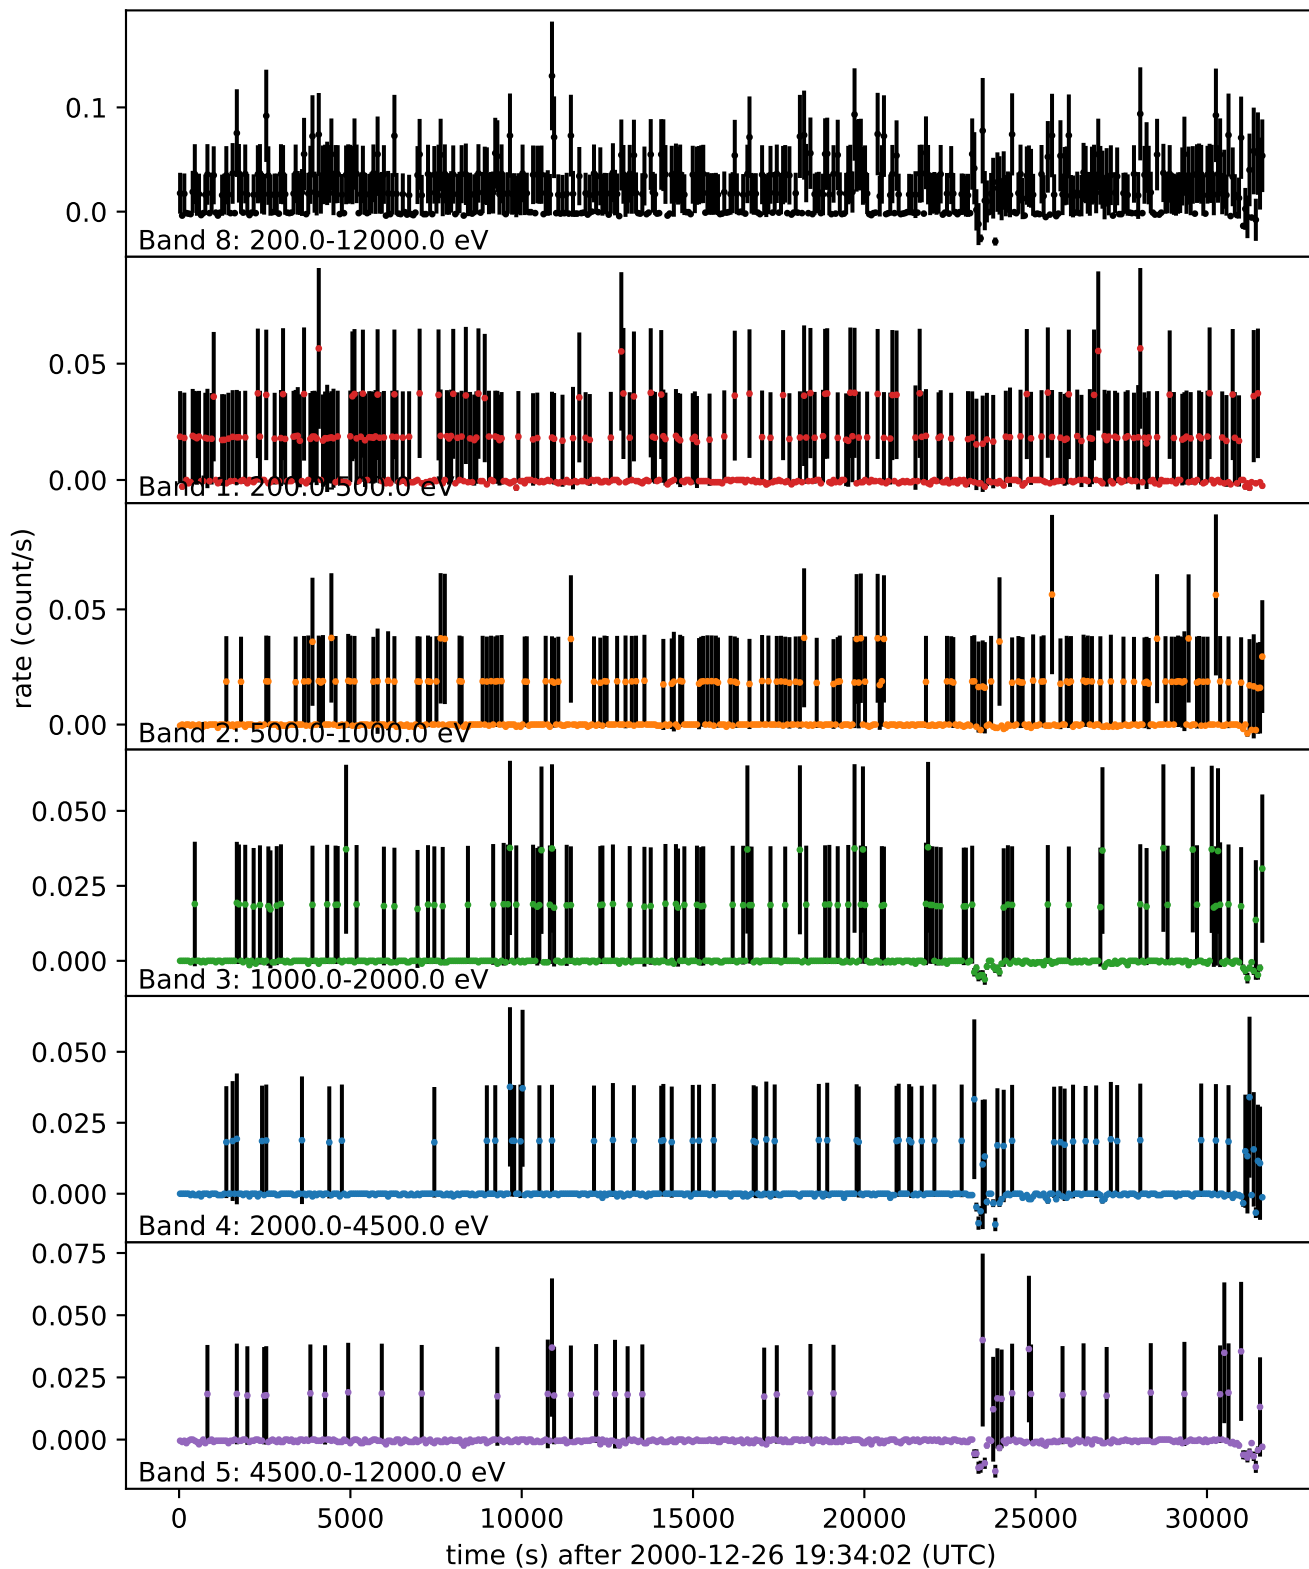 0.1
0.0
Band 8: 200.0-12000.0 eV
0.05
0.00
Band 1: 200.0-500.0 eV
rate (count/s)
0.05
0.00
Band 2: 500.0-1000.0 eV
0.050
0.025
0.000
Band 3: 1000.0-2000.0 eV
0.050
0.025
0.000
Band 4: 2000.0-4500.0 eV
0.075
0.050
0.025
0.000
Band 5: 4500.0-12000.0 eV
0 5000 10000 15000 20000 25000 30000
time (s) after 2000-12-26 19:34:02 (UTC)